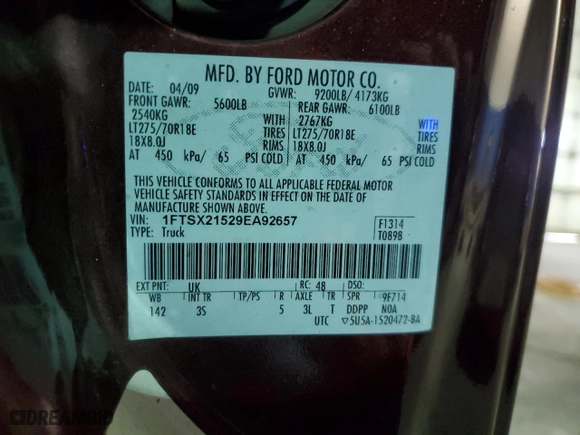 MFD. BY FORD MOTOR CO.
DATE: 04/09 GVWR: 9200LB/ 4173KG
FRONT GAWR: 5600LB REAR GAWR: 6100LB
2540KG WITH 2767KG WITH
LT275/70R18E TIRES LT275/70R18E TIRES
18X8.0J RIMS 18X8.0J RIMS
AT 450 kPa/ 65 PSI COLD AT 450 kPa/ 65 PSI COLD
THIS VEHICLE CONFORMS TO ALL APPLICABLE FEDERAL MOTOR
VEHICLE SAFETY STANDARDS IN EFFECT ON THE DATE OF
MANUFACTURE SHOWN ABOVE.
VIN: 1FTSX21529EA92657 F1314
TYPE: Truck T0898
EXT PNT: UK RC: 48 DSO:
WB INT TR TP/PS R AXLE TR SPR 9F714
142 3S 5 3L T DDPP N0A
UTC ▽5U5A-1520472-BA
DREAMBID